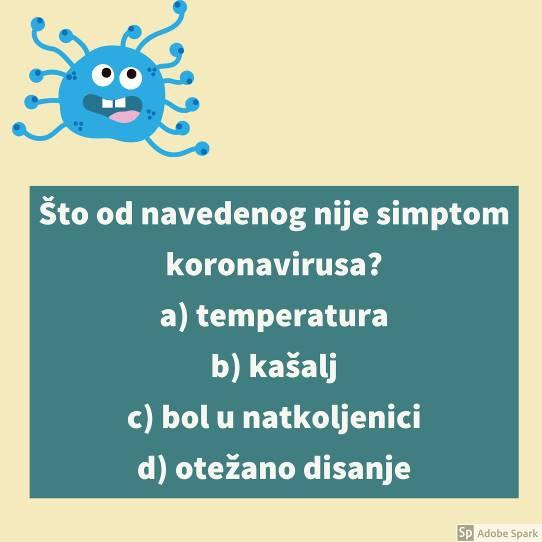 Što od navedenog nije simptom
koronavirusa?
a) temperatura
b) kašalj
c) bol u natkoljenici
d) otežano disanje
Sp Adobe Spark